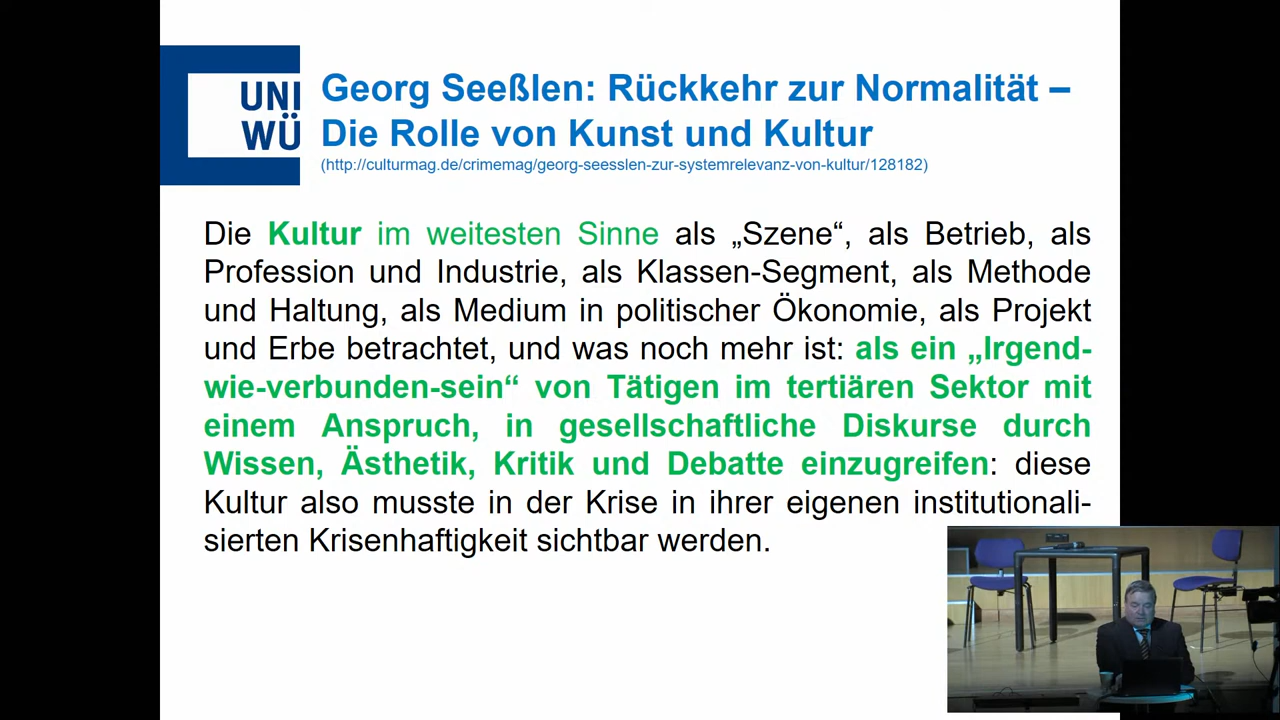 UNI
WÜ
Georg Seeßlen: Rückkehr zur Normalität –
Die Rolle von Kunst und Kultur
(http://culturmag.de/crimemag/georg-seesslen-zur-systemrelevanz-von-kultur/128182)
Die Kultur im weitesten Sinne als „Szene“, als Betrieb, als
Profession und Industrie, als Klassen-Segment, als Methode
und Haltung, als Medium in politischer Ökonomie, als Projekt
und Erbe betrachtet, und was noch mehr ist: als ein „Irgend-
wie-verbunden-sein“ von Tätigen im tertiären Sektor mit
einem Anspruch, in gesellschaftliche Diskurse durch
Wissen, Ästhetik, Kritik und Debatte einzugreifen: diese
Kultur also musste in der Krise in ihrer eigenen institutionali-
sierten Krisenhaftigkeit sichtbar werden.